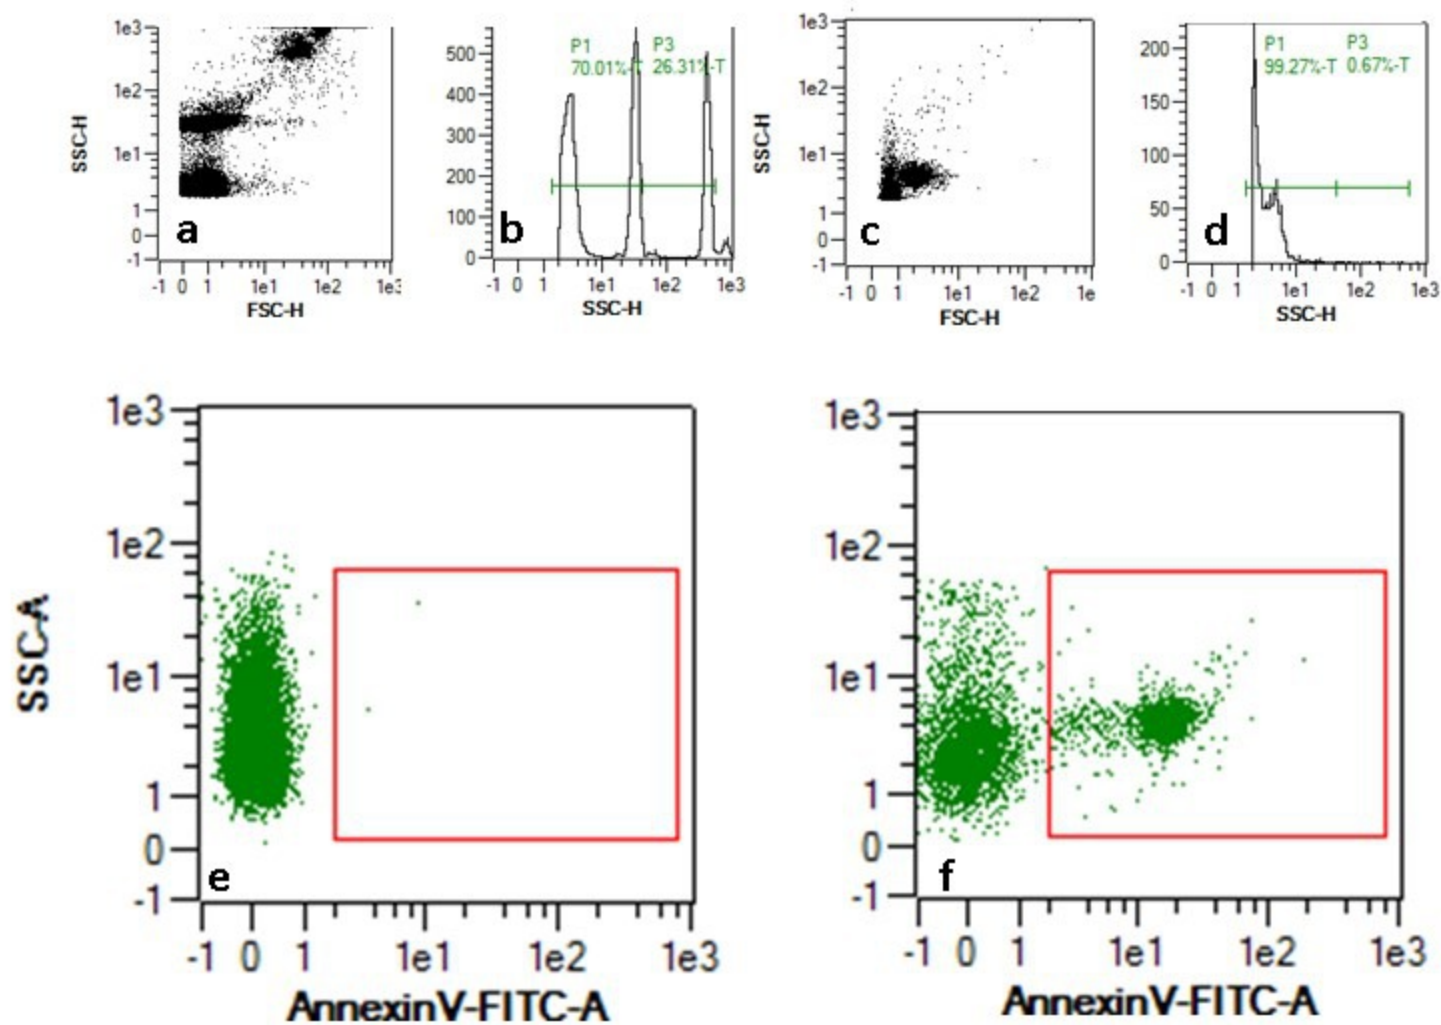 1e3
1e2
1e1
1
0
-1
SSC-H
a
-1 0 1 1e1 1e2 1e3
FSC-H
500
400
300
200
100
0
P1 P3
70.01%-T 26.31%-T
b
-1 0 1 1e1 1e2 1e3
SSC-H
1e3
1e2
1e1
1
0
-1
SSC-H
c
-1 0 1 1e1 1e2 1e
FSC-H
200
150
100
50
0
P1 P3
99.27%-T 0.67%-T
d
-1 0 1 1e1 1e2 1e3
SSC-H
SSC-A
1e3
1e2
1e1
1
0
-1
e
-1 0 1 1e1 1e2 1e3
AnnexinV-FITC-A
1e3
1e2
1e1
1
0
-1
f
-1 0 1 1e1 1e2 1e3
AnnexinV-FITC-A